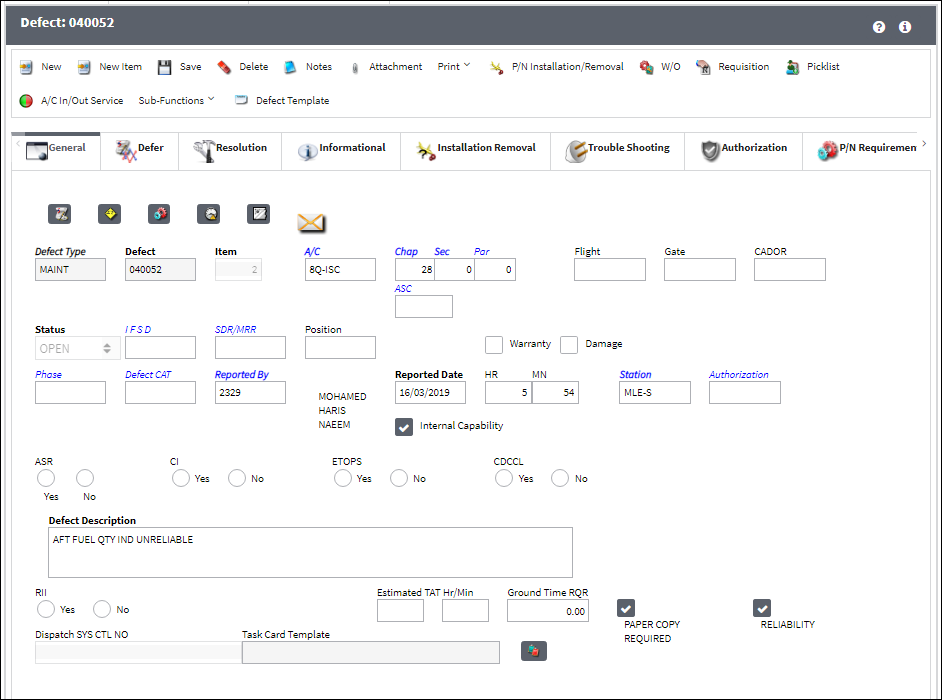 Defect: 040052
New New Item Save Delete Notes Attachment Print P/N Installation/Removal W/O Requisition Picklist
A/C In/Out Service Sub-Functions Defect Template
General Defer Resolution Informational Installation Removal Trouble Shooting Authorization P/N Requiremen
Defect Type Defect Item A/C Chap Sec Par Flight Gate CADOR
MAINT 040052 2 8Q-ISC 28 0 0
ASC
Status I F S D SDR/MRR Position
OPEN Warranty Damage
Phase Defect CAT Reported By Reported Date HR MN Station Authorization
2329 16/03/2019 5 54 MLE-S
MOHAMED
HARIS
NAEEM
Internal Capability
ASR CI ETOPS CDCCL
Yes No Yes No Yes No
Yes No
Defect Description
AFT FUEL QTY IND UNRELIABLE
RII Estimated TAT Hr/Min Ground Time RQR
Yes No 0.00
PAPER COPY
REQUIRED
RELIABILITY
Dispatch SYS CTL NO Task Card Template